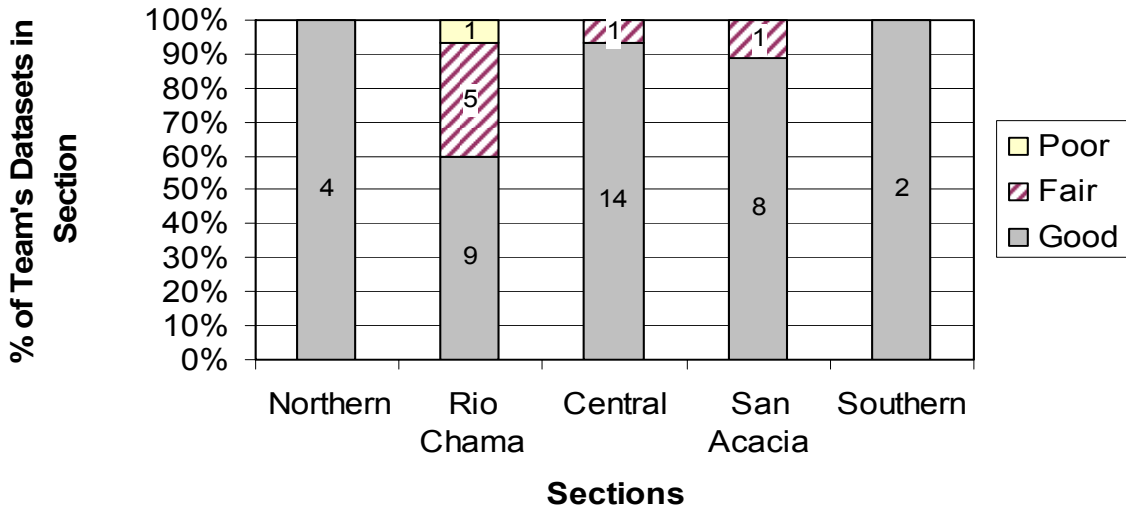 % of Team's Datasets in
Section
100%
90%
80%
70%
60%
50%
40%
30%
20%
10%
0%
4
1
5
9
1
14
1
8
2
Northern
Rio
Chama
Central
San
Acacia
Southern
Sections
Poor
Fair
Good